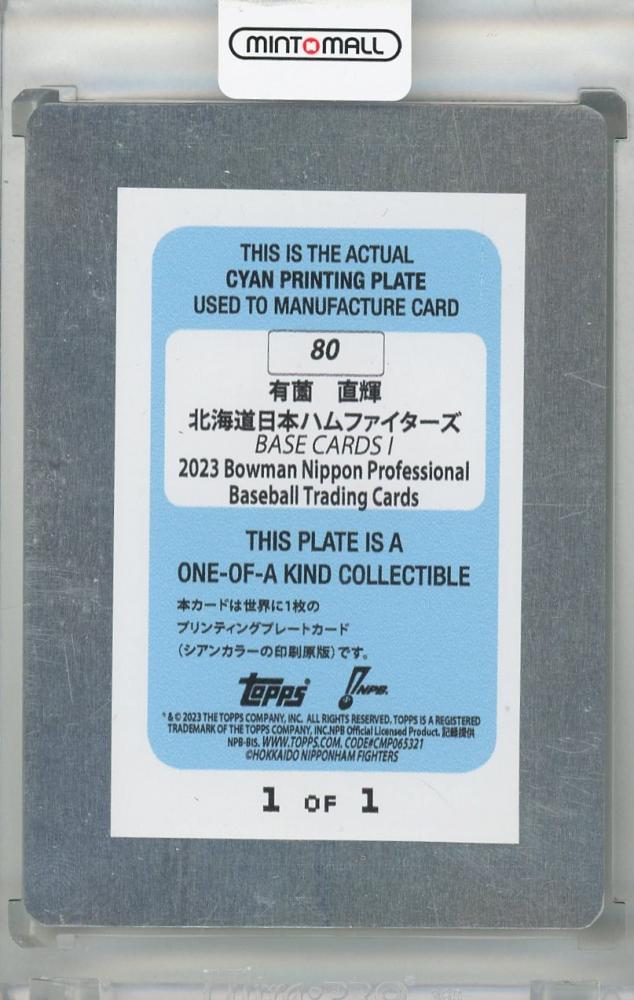 MINTMALL
THIS IS THE ACTUAL
CYAN PRINTING PLATE
USED TO MANUFACTURE CARD
80
有薗 直輝
北海道日本ハムファイターズ
BASE CARDS I
2023 Bowman Nippon Professional
Baseball Trading Cards
THIS PLATE IS A
ONE-OF-A KIND COLLECTIBLE
本カードは世界に1枚の
プリンティングプレートカード
(シアンカラーの印刷原版)です。
topps NPB.
*&© 2023 THE TOPPS COMPANY, INC. ALL RIGHTS RESERVED. TOPPS IS A REGISTERED
TRADEMARK OF THE TOPPS COMPANY, INC.NPB Official Licensed Product. 記録提供
NPB-BIS. WWW.TOPPS.COM. CODE#CMP065321
©HOKKAIDO NIPPONHAM FIGHTERS
1 OF 1